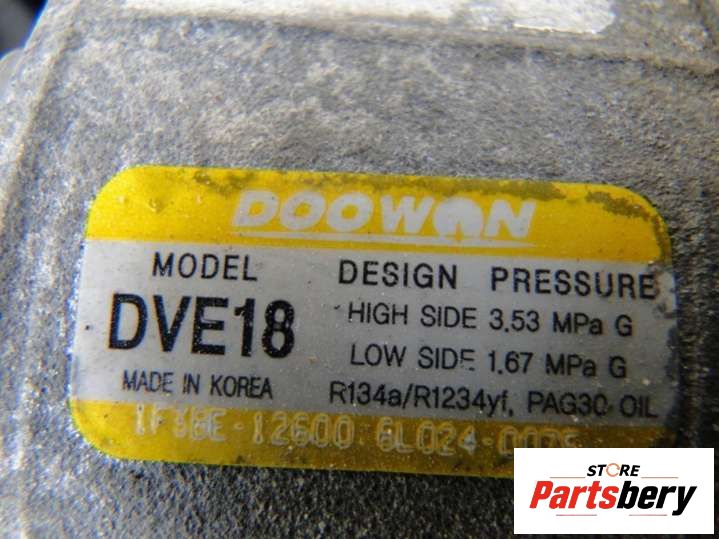 DOOWON
MODEL
DVE18
MADE IN KOREA
DESIGN PRESSURE
HIGH SIDE 3.53 MPa G
LOW SIDE 1.67 MPa G
R134a/R1234yf, PAG30 OIL
12600
STORE
Partsbery